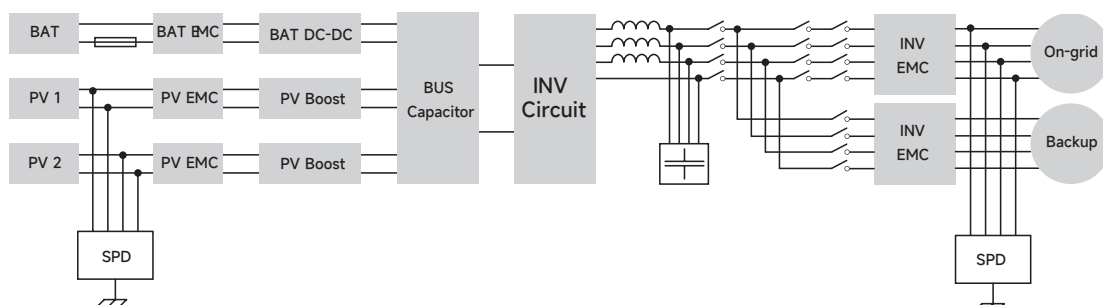 BAT
BAT EMC
BAT DC-DC
PV 1
PV EMC
PV Boost
PV 2
PV EMC
PV Boost
SPD
BUS
Capacitor
INV
Circuit
INV
EMC
On-grid
INV
EMC
Backup
SPD